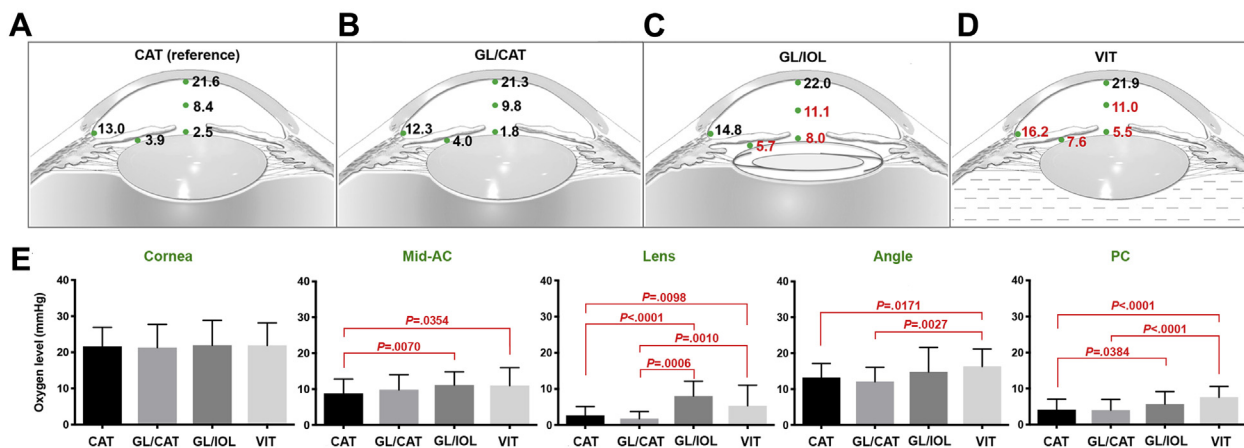 A
B
C
D
CAT (reference)
GL/CAT
GL/IOL
VIT
21.6
8.4
13.0
2.5
3.9
21.3
9.8
12.3
1.8
4.0
22.0
11.1
14.8
8.0
5.7
21.9
11.0
16.2
5.5
7.6
E
Cornea
Oxygen level (mmHg)
40
30
20
10
0
CAT GL/CAT GL/IOL VIT
Mid-AC
40
30
20
10
0
P=.0354
P=.0070
CAT GL/CAT GL/IOL VIT
Lens
40
30
20
10
0
P=.0098
P<.0001
P=.0010
P=.0006
CAT GL/CAT GL/IOL VIT
Angle
40
30
20
10
0
P=.0171
P=.0027
CAT GL/CAT GL/IOL VIT
PC
40
30
20
10
0
P<.0001
P<.0001
P=.0384
CAT GL/CAT GL/IOL VIT